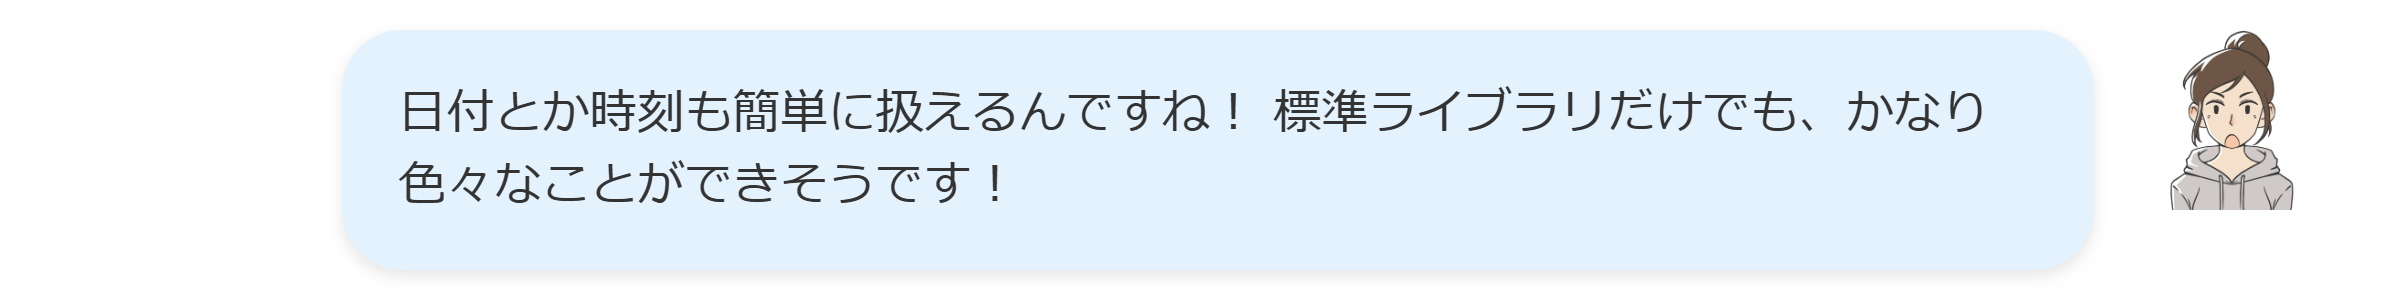 日付とか時刻も簡単に扱えるんですね！ 標準ライブラリだけでも、かなり
色々なことができそうです！